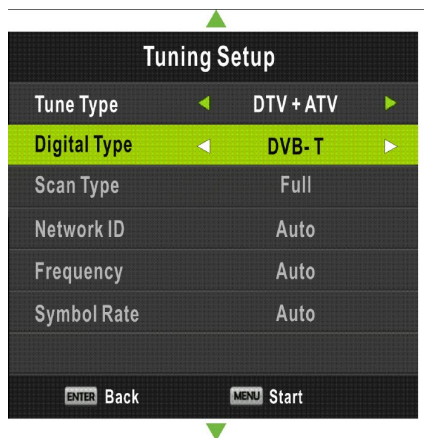 Tuning Setup
Tune Type DTV + ATV
Digital Type DVB- T
Scan Type Full
Network ID Auto
Frequency Auto
Symbol Rate Auto
ENTER Back MENU Start